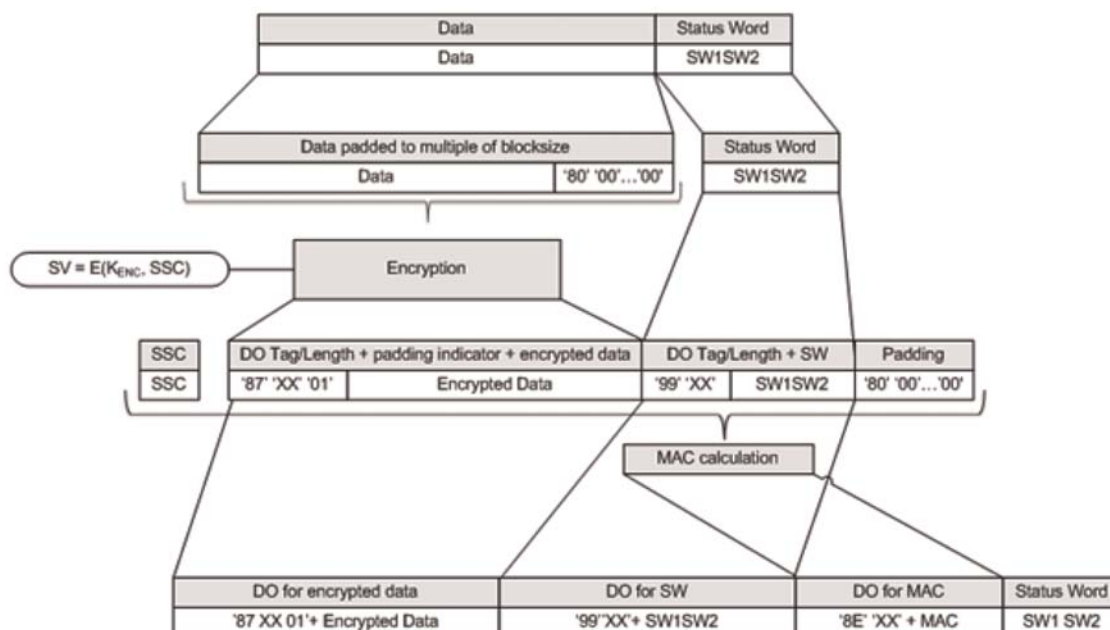 Data Status Word
Data SW1SW2
Data padded to multiple of blocksize Status Word
Data '80' '00'...'00' SW1SW2
SV = E(KENC, SSC) Encryption
SSC DO Tag/Length + padding indicator + encrypted data DO Tag/Length + SW Padding
SSC '87' 'XX' '01' Encrypted Data '99' 'XX' SW1SW2 '80' '00'...'00'
MAC calculation
DO for encrypted data DO for SW DO for MAC Status Word
'87 XX 01'+ Encrypted Data '99''XX'+ SW1SW2 '8E' 'XX' + MAC SW1 SW2